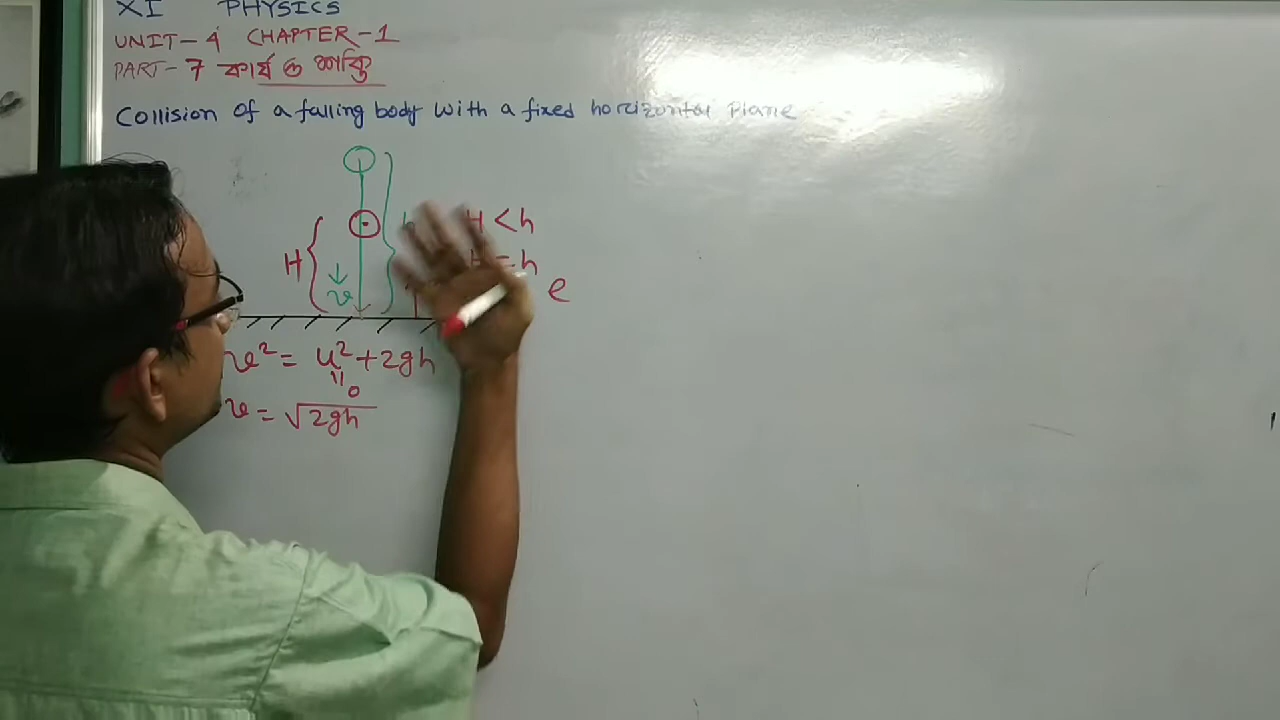 XI PHYSICS
UNIT-4 CHAPTER-1
PART-7 কার্য ও শক্তি
Collision of a falling body with a fixed horizontal plane
H < h
H
= h
v
e
v² = u² + 2gh
॥
0
v = √2gh